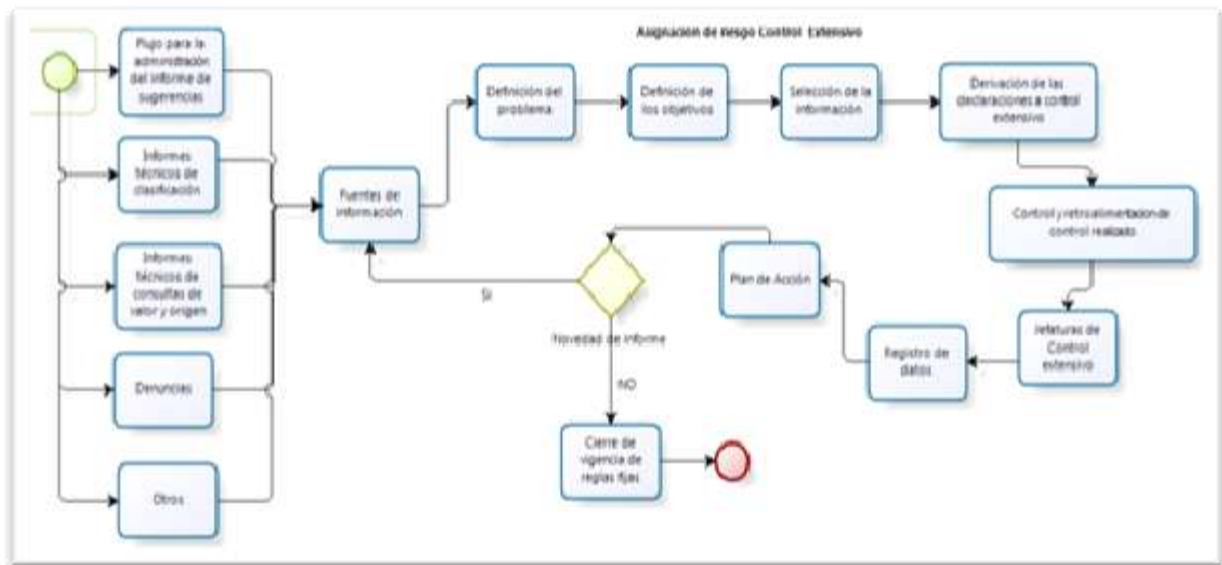 Asignación de riesgo Control Extensivo
Flujo para la
administración
del informe de
sugerencias
Informes
técnicos de
clasificación
Informes
técnicos de
consultas de
valor y origen
Denuncias
Otros
Fuentes de
información
Definición del
problema
Definición de
los objetivos
Selección de la
información
Derivación de las
declaraciones a control
extensivo
Control y retroalimentacion de
control realizado
Jefaturas de
Control
extensivo
Registro de
datos
Plan de Acción
SI
Novedad de informe
NO
Cierre de
vigencia de
reglas fijas